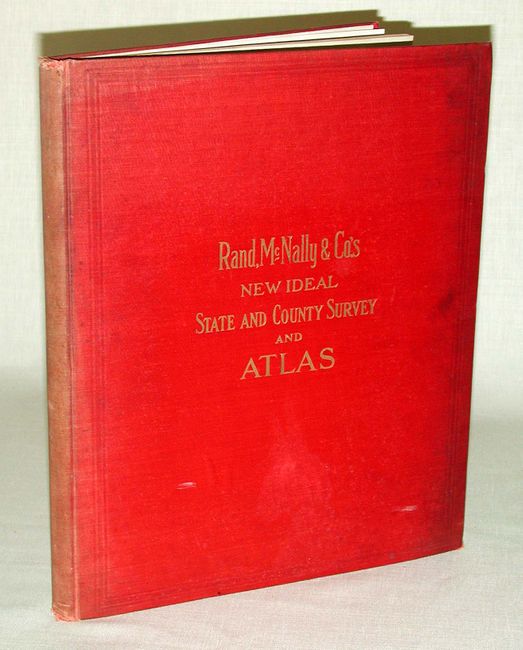 Rand, McNally & Co.'s
NEW IDEAL
STATE AND COUNTY SURVEY
AND
ATLAS